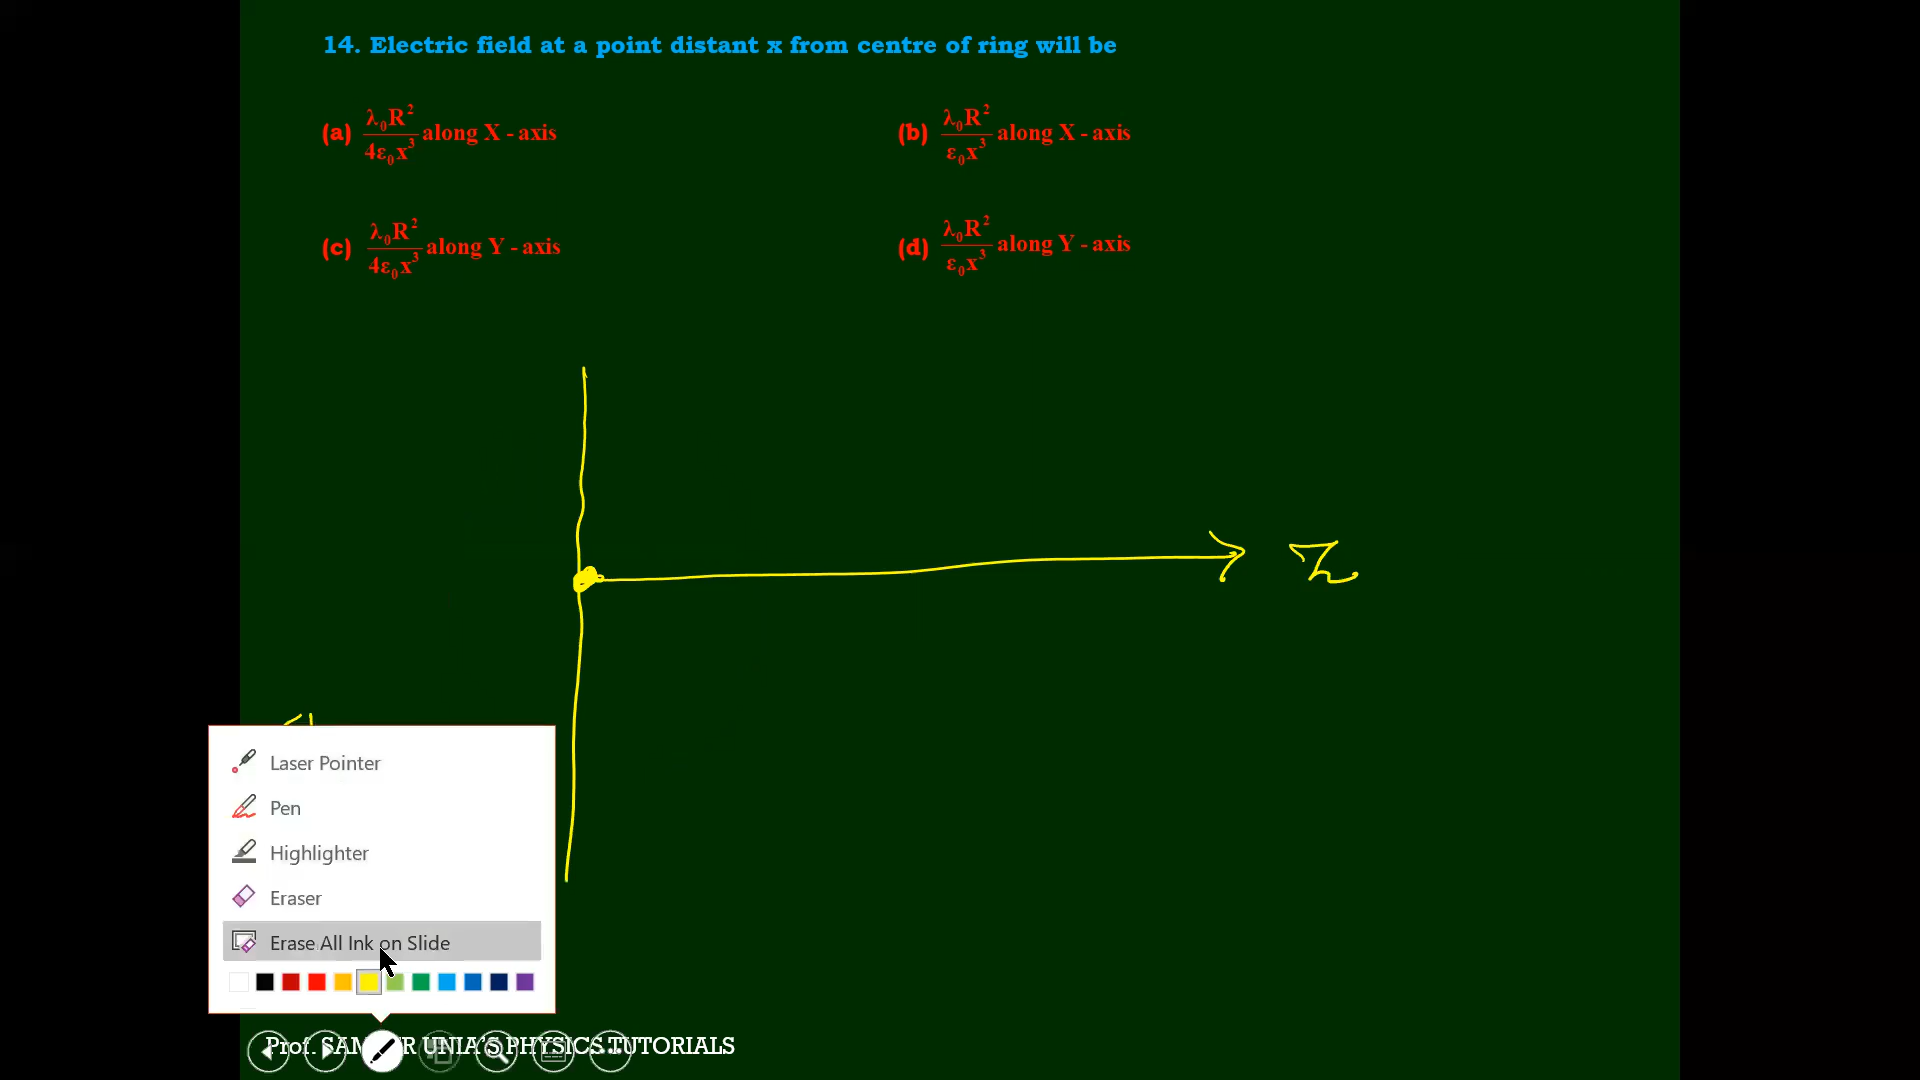 14. Electric field at a point distant x from centre of ring will be
(a) λ₀R²/4ε₀x³ along X - axis
(b) λ₀R²/ε₀x³ along X - axis
(c) λ₀R²/4ε₀x³ along Y - axis
(d) λ₀R²/ε₀x³ along Y - axis
Laser Pointer
Pen
Highlighter
Eraser
Erase All Ink on Slide
Prof. UNIA'S PHYSICS TUTORIALS